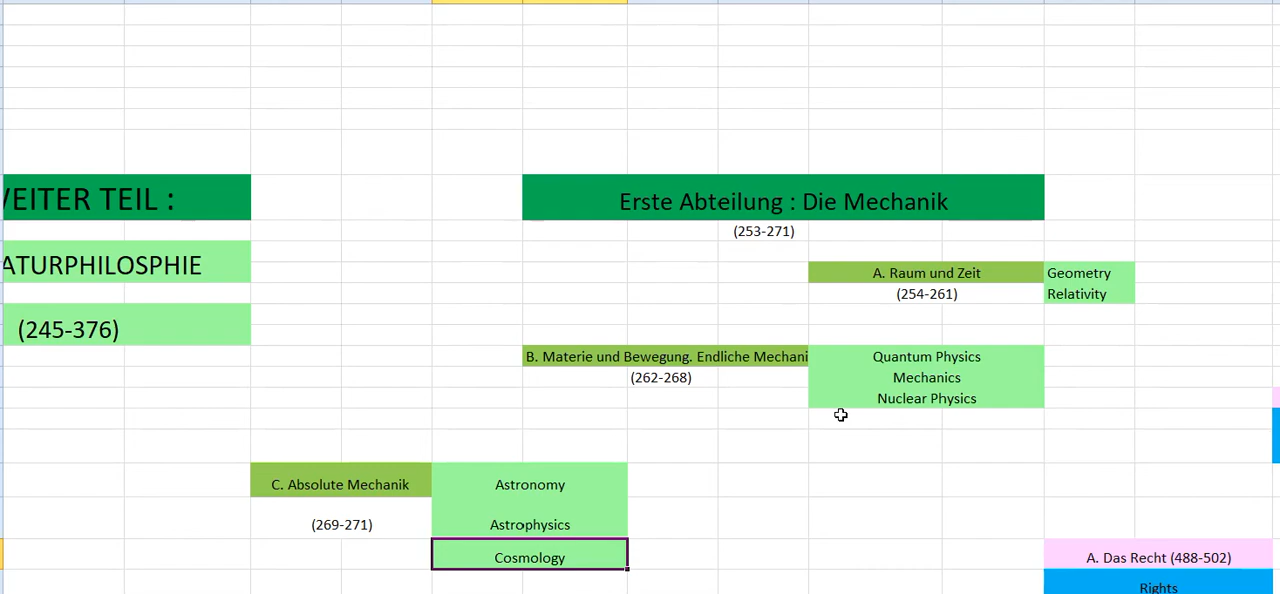 VEITER TEIL :
Erste Abteilung : Die Mechanik
(253-271)
ATURPHILOSPHIE
A. Raum und Zeit
Geometry
(254-261)
Relativity
(245-376)
B. Materie und Bewegung. Endliche Mechani
Quantum Physics
(262-268)
Mechanics
Nuclear Physics
C. Absolute Mechanik
Astronomy
(269-271)
Astrophysics
Cosmology
A. Das Recht (488-502)
Rights